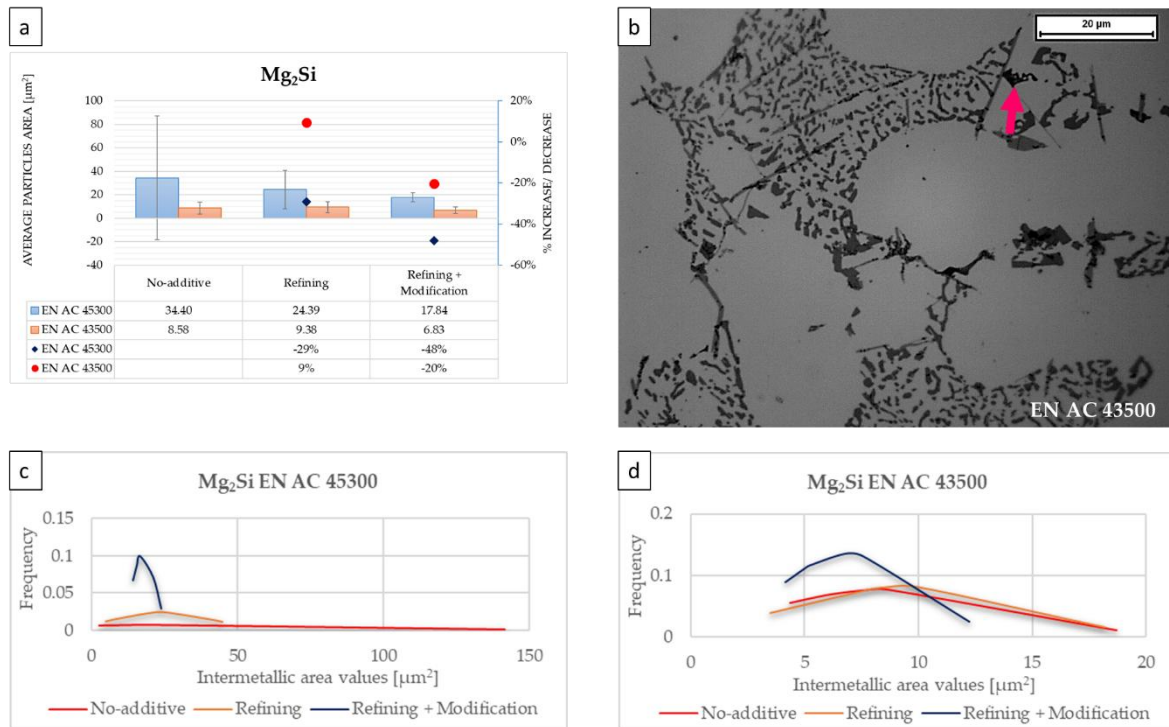 a
Mg₂Si
AVERAGE PARTICLES AREA [μm²]
100
80
60
40
20
0
-20
-40
20%
0%
-20%
-40%
-60%
% INCREASE/ DECREASE
No-additive Refining Refining + Modification
EN AC 45300 34.40 24.39 17.84
EN AC 43500 8.58 9.38 6.83
EN AC 45300 -29% -48%
EN AC 43500 9% -20%
b
20 μm
EN AC 43500
c
Mg₂Si EN AC 45300
Frequency
0.15
0.1
0.05
0
0 50 100 150
Intermetallic area values [μm²]
No-additive Refining Refining + Modification
d
Mg₂Si EN AC 43500
Frequency
0.2
0.1
0
0 5 10 15 20
Intermetallic area values [μm²]
No-additive Refining Refining + Modification